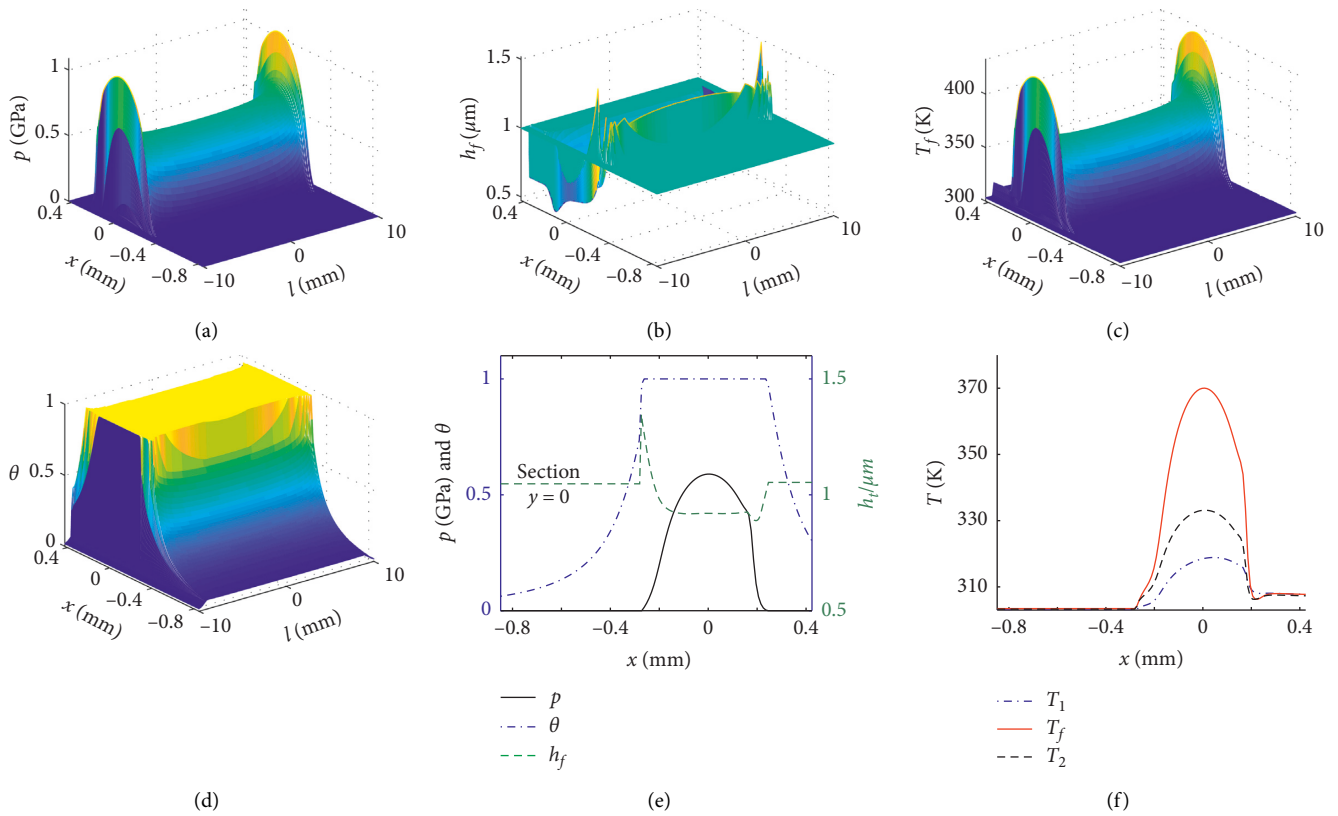 1
0.5
0
p (GPa)
0.4
0
−0.4
−0.8
x (mm)
−10
0
10
l (mm)
(a)
1.5
1
0.5
h_f (μm)
0.4
0
−0.4
−0.8
x (mm)
−10
0
10
l (mm)
(b)
400
350
300
T_f (K)
0.4
0
−0.4
−0.8
x (mm)
−10
0
10
l (mm)
(c)
1
0.5
0
θ
0.4
0
−0.4
−0.8
x (mm)
−10
0
10
l (mm)
(d)
1
0.5
0
p (GPa) and θ
Section
y = 0
1.5
1
0.5
h_t/μm
−0.8
−0.4
0
0.4
x (mm)
p
θ
h_f
(e)
370
350
330
310
T (K)
−0.8
−0.4
0
0.4
x (mm)
T_1
T_f
T_2
(f)